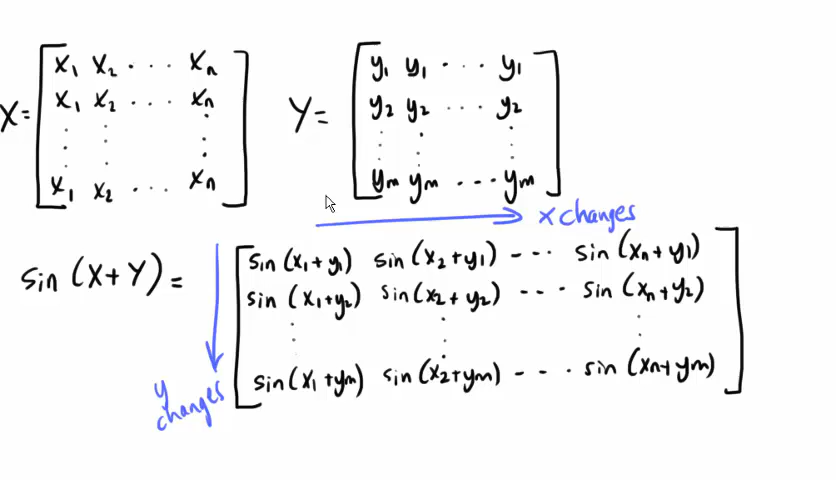 X = [ x₁ x₂ · · · xₙ
x₁ x₂ · · · xₙ
⋮ ⋮ ⋮
x₁ x₂ · · · xₙ ]
Y = [ y₁ y₁ · · · y₁
y₂ y₂ · · · y₂
⋮ ⋮ ⋮
yₘ yₘ · · · yₘ ]
x changes
sin (X+Y) = [ sin (x₁+y₁) sin (x₂+y₁) - · · · sin (xₙ+y₁)
sin (x₁+y₂) sin (x₂+y₂) - - · · sin (xₙ+y₂)
⋮ ⋮ ⋮
sin (x₁+yₘ) sin (x₂+yₘ) - - · · sin (xₙ+yₘ) ]
y
changes